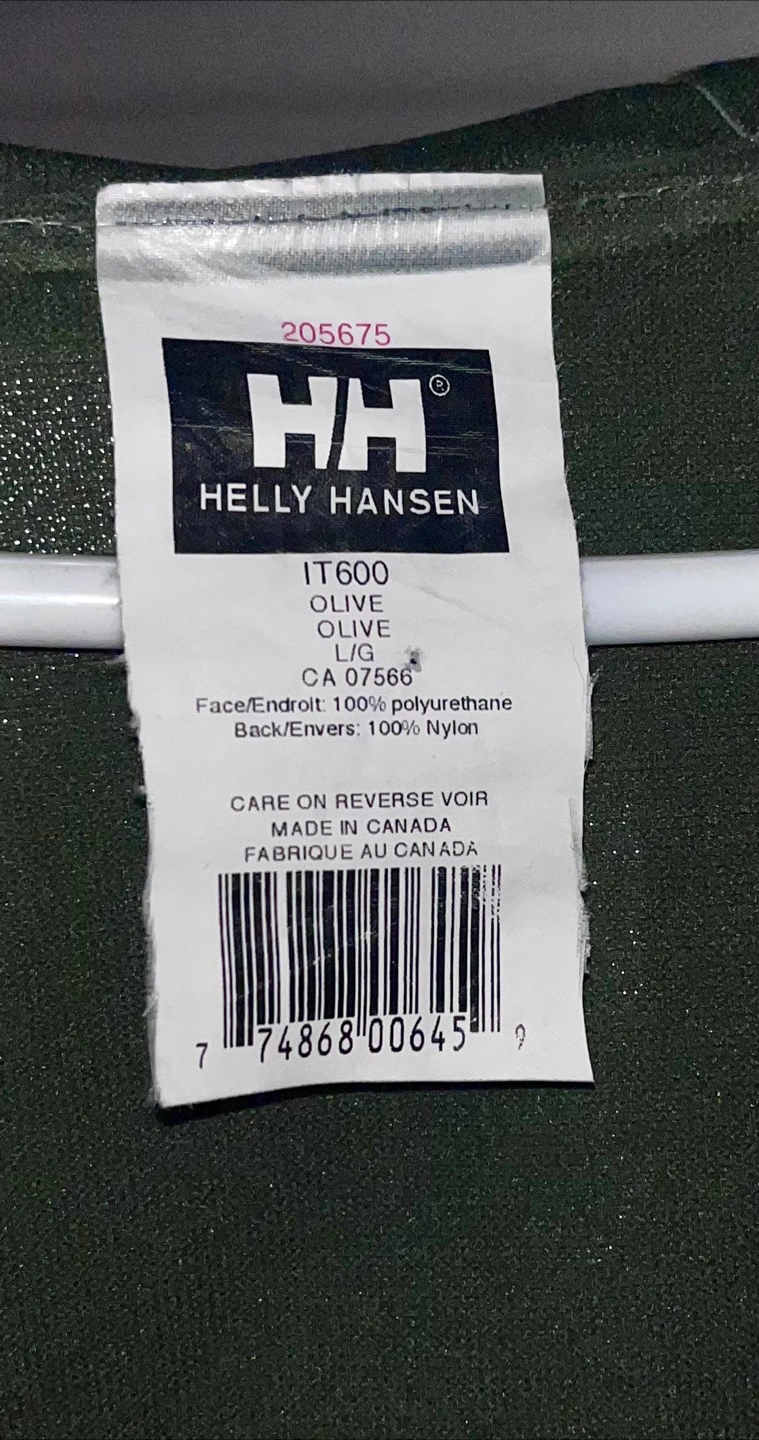 205675
HH®
HELLY HANSEN
IT600
OLIVE
OLIVE
L/G
CA 07566
Face/Endroit: 100% polyurethane
Back/Envers: 100% Nylon
CARE ON REVERSE VOIR
MADE IN CANADA
FABRIQUE AU CANADA
7 74868 00645 9